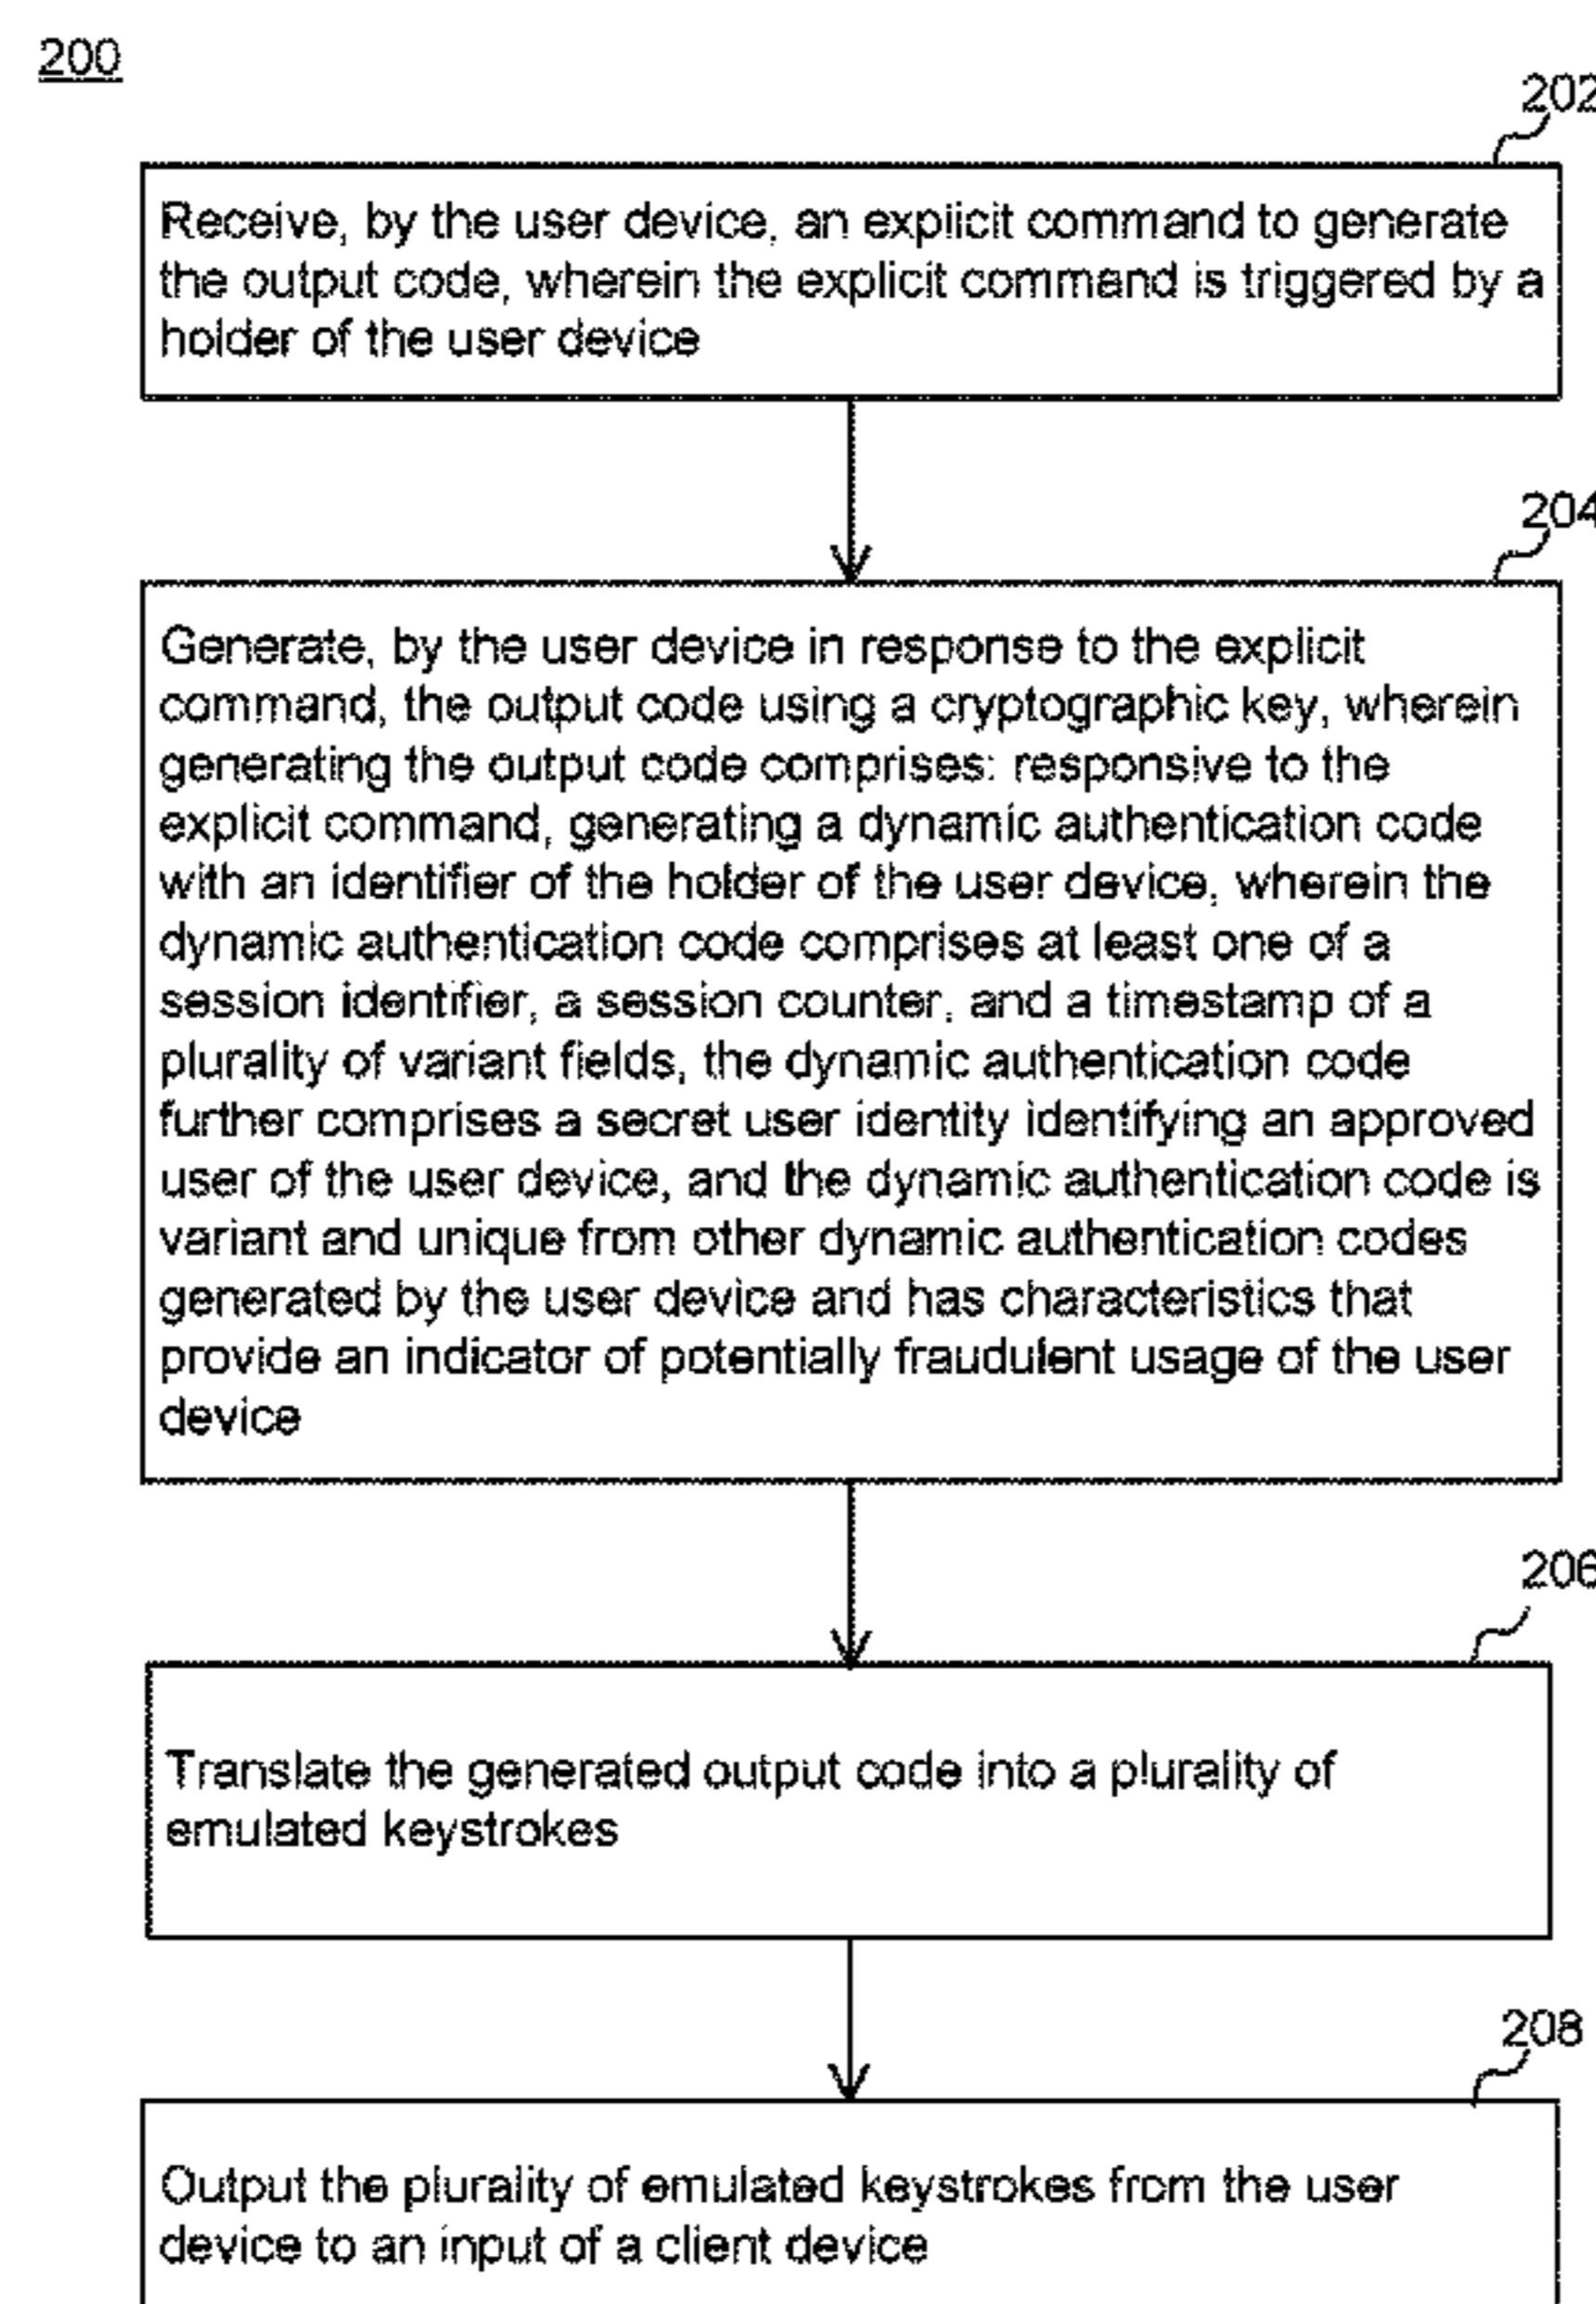 200
202
Receive, by the user device, an explicit command to generate
the output code, wherein the explicit command is triggered by a
holder of the user device
204
Generate, by the user device in response to the explicit
command, the output code using a cryptographic key, wherein
generating the output code comprises: responsive to the
explicit command, generating a dynamic authentication code
with an identifier of the holder of the user device, wherein the
dynamic authentication code comprises at least one of a
session identifier, a session counter, and a timestamp of a
plurality of variant fields, the dynamic authentication code
further comprises a secret user identity identifying an approved
user of the user device, and the dynamic authentication code is
variant and unique from other dynamic authentication codes
generated by the user device and has characteristics that
provide an indicator of potentially fraudulent usage of the user
device
206
Translate the generated output code into a plurality of
emulated keystrokes
208
Output the plurality of emulated keystrokes from the user
device to an input of a client device